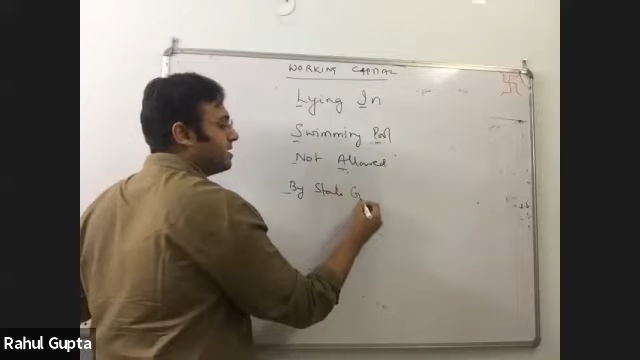 WORKING CAPITAL
Lying In
Swimming Pool
Not Allowed
By State G
Rahul Gupta